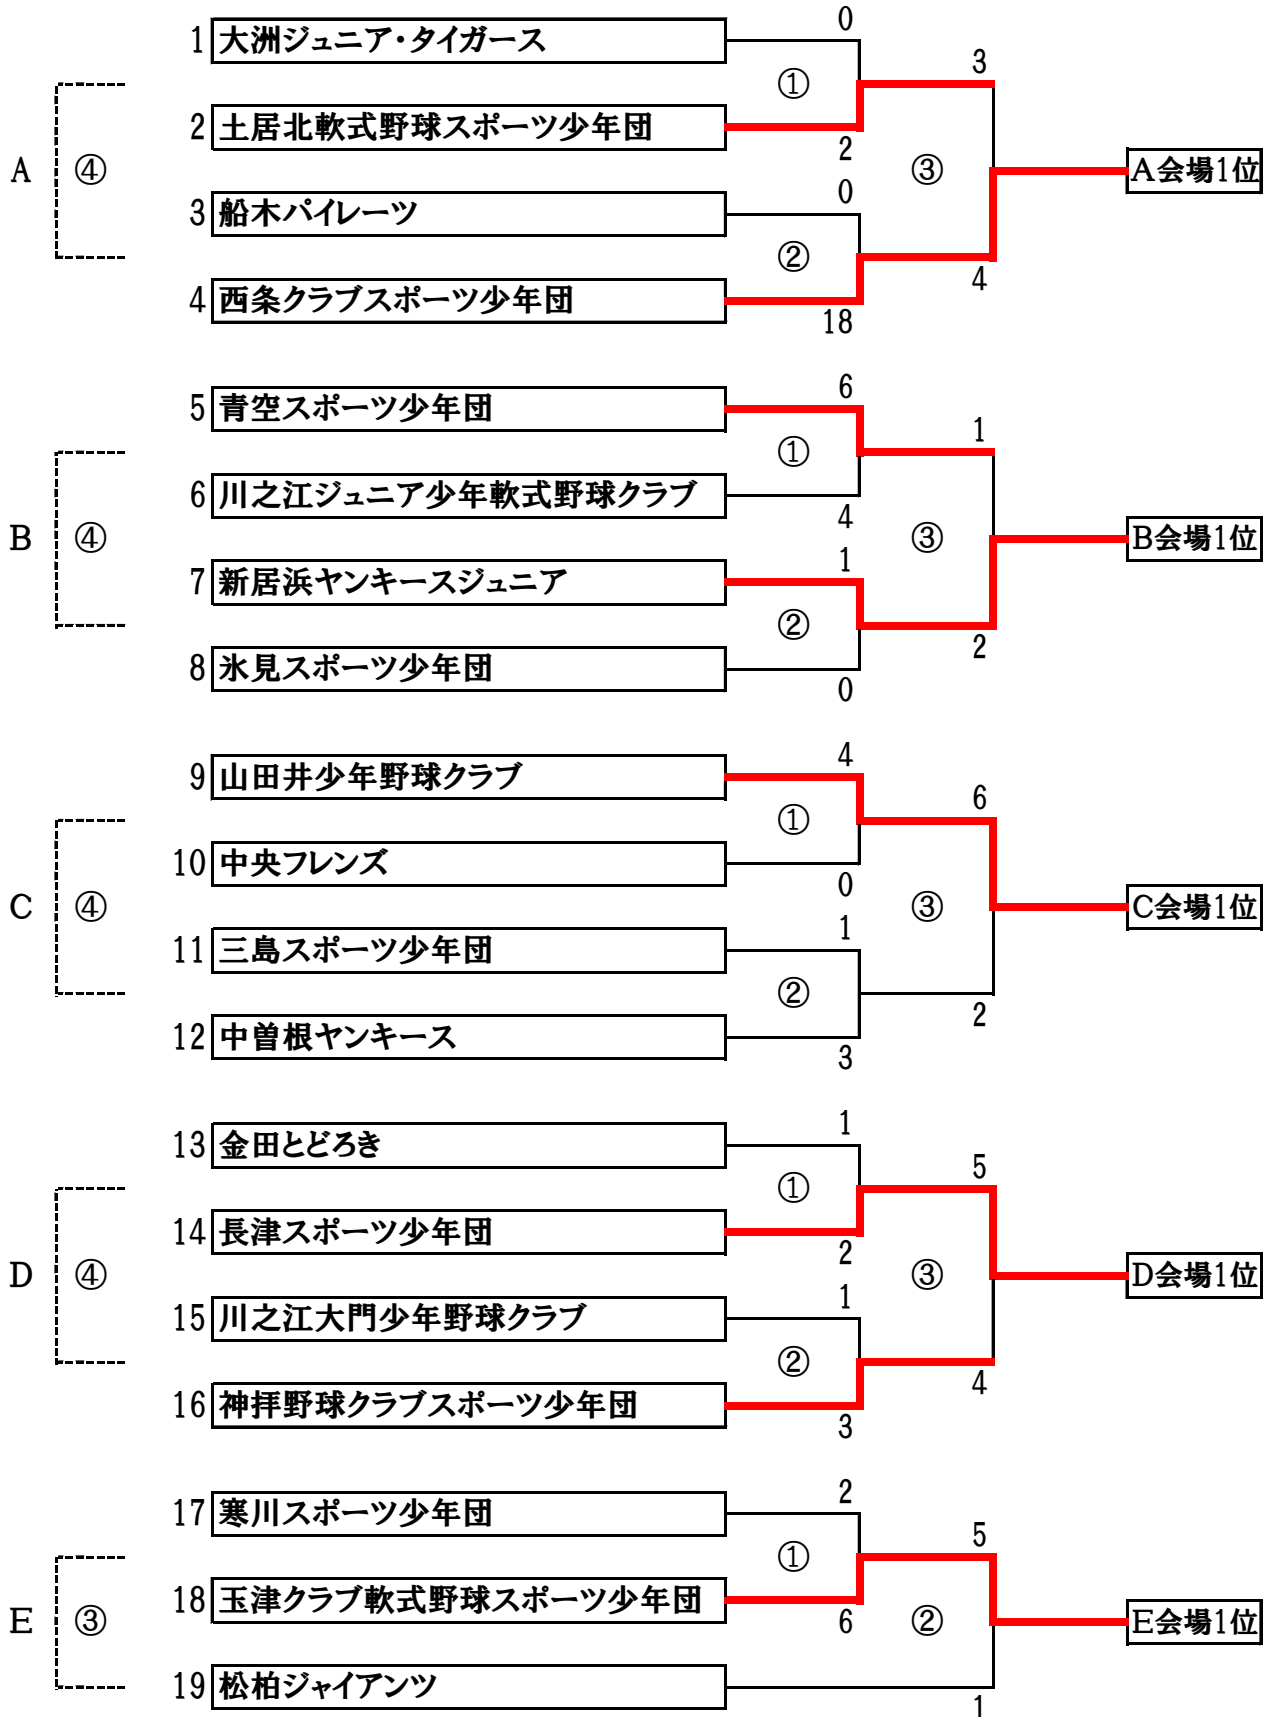 0
1 大洲ジュニア・タイガース
3
①
2 土居北軟式野球スポーツ少年団
2
A ④ ③ A会場1位
0
3 船木パイレーツ
②
4
4 西条クラブスポーツ少年団
18
6
5 青空スポーツ少年団
1
①
6 川之江ジュニア少年軟式野球クラブ
4
B ④ ③ B会場1位
1
7 新居浜ヤンキースジュニア
②
2
8 氷見スポーツ少年団
0
4
9 山田井少年野球クラブ
6
①
10 中央フレンズ
0
C ④ ③ C会場1位
1
11 三島スポーツ少年団
②
2
12 中曽根ヤンキース
3
1
13 金田とどろき
5
①
14 長津スポーツ少年団
2
D ④ ③ D会場1位
1
15 川之江大門少年野球クラブ
②
4
16 神拝野球クラブスポーツ少年団
3
2
17 寒川スポーツ少年団
5
①
18 玉津クラブ軟式野球スポーツ少年団
6
E ③ ② E会場1位
19 松柏ジャイアンツ
1